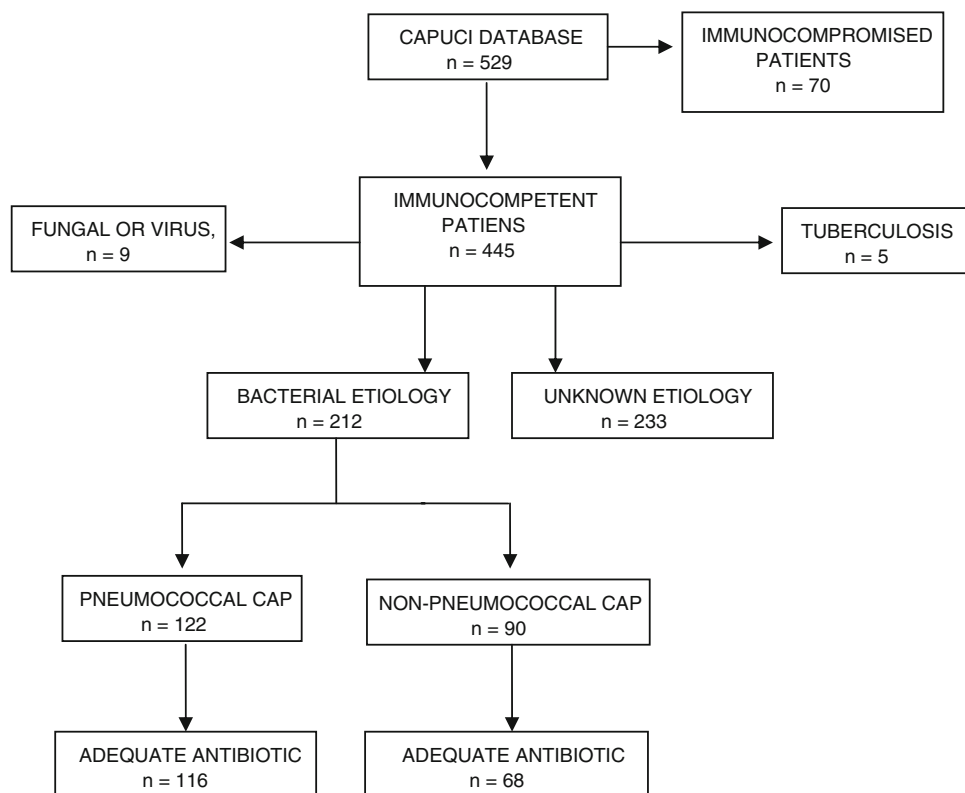 CAPUCI DATABASE
n = 529
IMMUNOCOMPROMISED
PATIENTS
n = 70
IMMUNOCOMPETENT
PATIENS
n = 445
FUNGAL OR VIRUS,
n = 9
TUBERCULOSIS
n = 5
BACTERIAL ETIOLOGY
n = 212
UNKNOWN ETIOLOGY
n = 233
PNEUMOCOCCAL CAP
n = 122
NON-PNEUMOCOCCAL CAP
n = 90
ADEQUATE ANTIBIOTIC
n = 116
ADEQUATE ANTIBIOTIC
n = 68